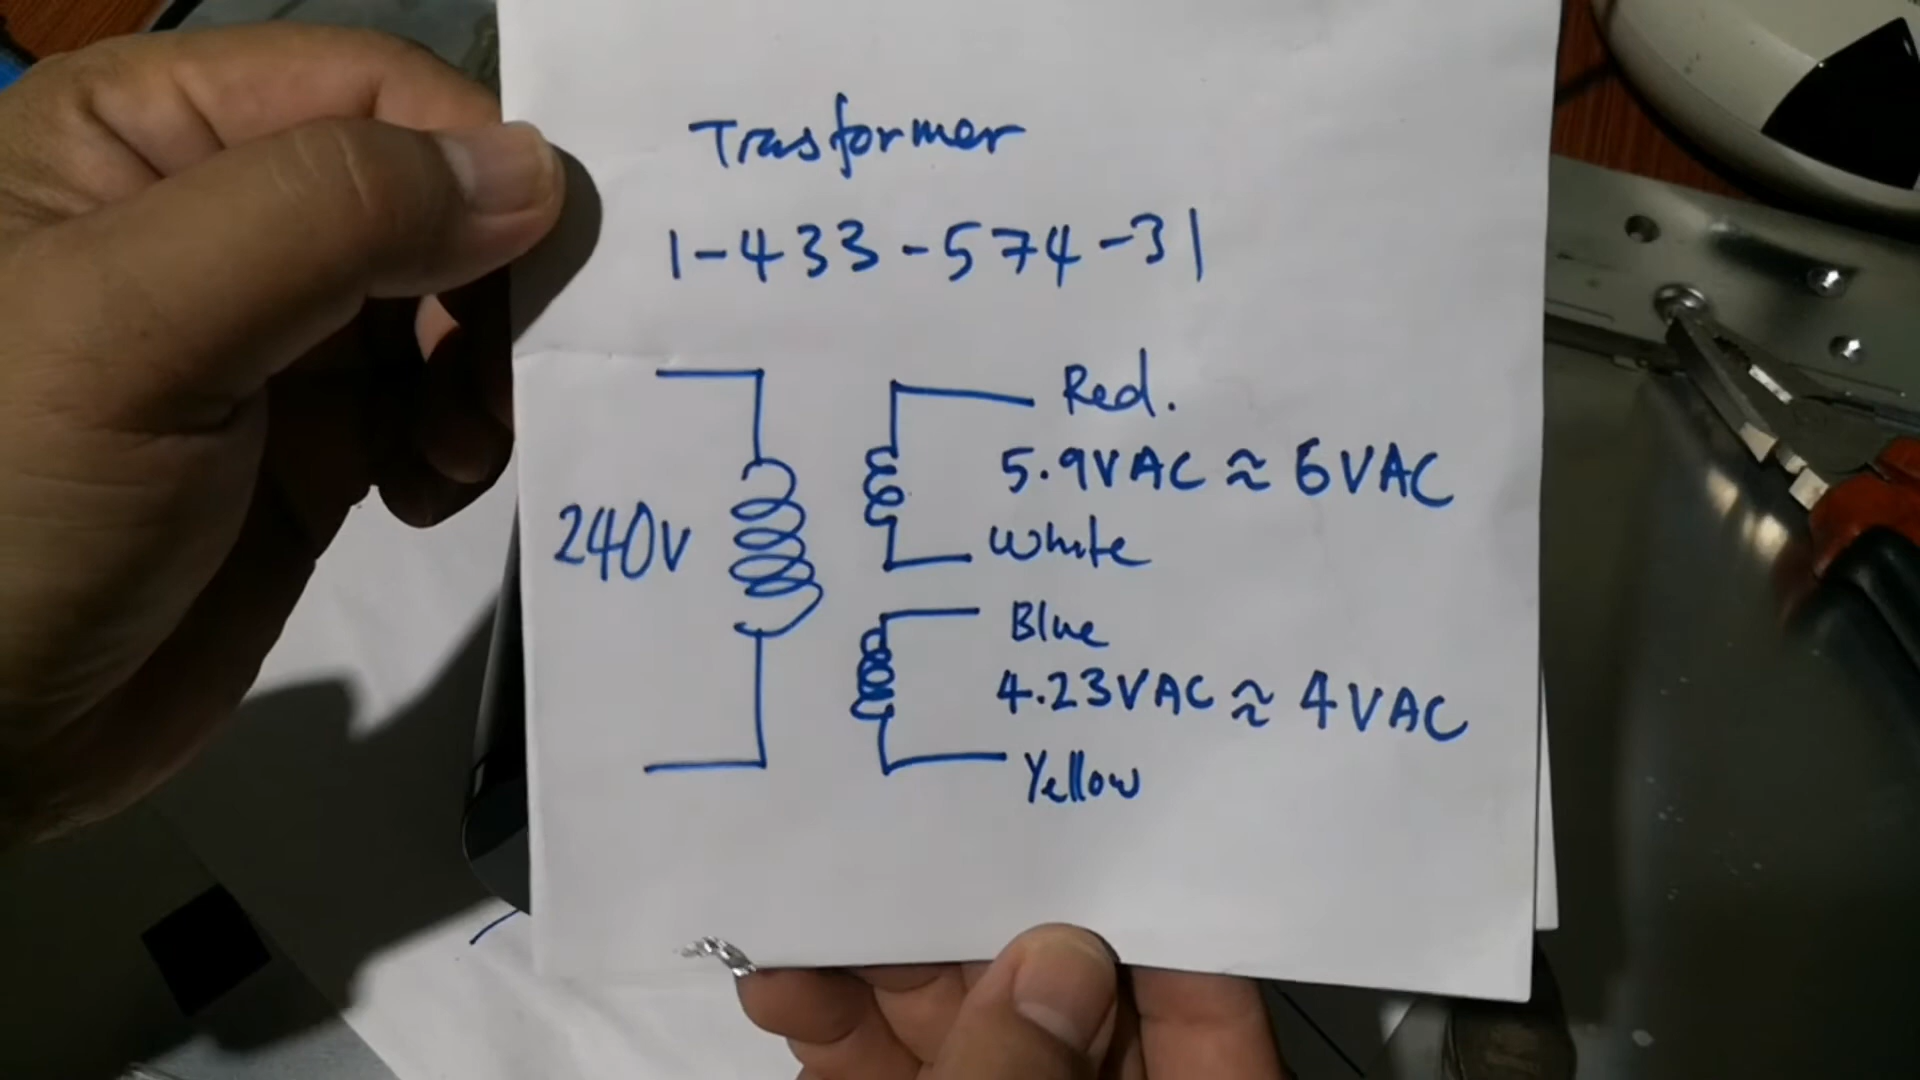 Trasformer
1-433-574-31
Red.
5.9VAC ≈ 6VAC
240V
White
Blue
4.23VAC ≈ 4VAC
Yellow